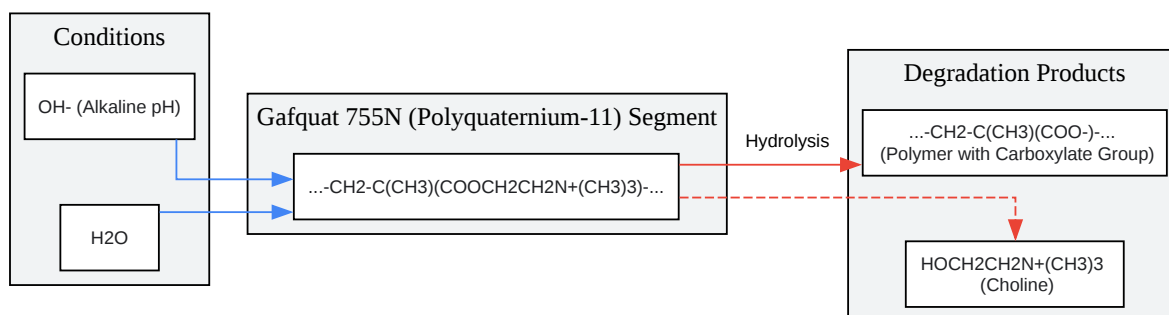 Conditions
OH- (Alkaline pH)
H2O
Gafquat 755N (Polyquaternium-11) Segment
...-CH2-C(CH3)(COOCH2CH2N+(CH3)3)-...
Hydrolysis
Degradation Products
...-CH2-C(CH3)(COO-)-...
(Polymer with Carboxylate Group)
HOCH2CH2N+(CH3)3
(Choline)